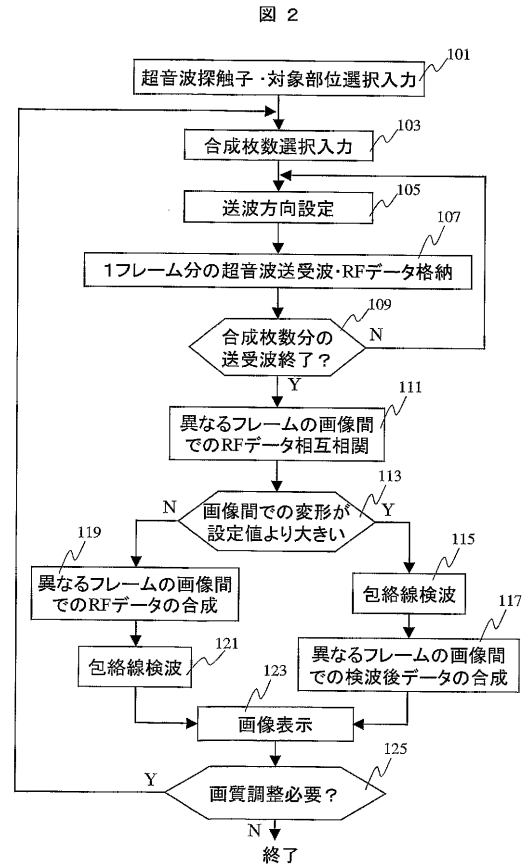 図 2
101
超音波探触子・対象部位選択入力
103
合成枚数選択入力
105
送波方向設定
107
1フレーム分の超音波送受波・RFデータ格納
109
合成枚数分の
送受波終了？
N
Y
111
異なるフレームの画像間
でのRFデータ相互相関
113
画像間での変形が
設定値より大きい
N
Y
119
異なるフレームの画像間
でのRFデータの合成
115
包絡線検波
121
包絡線検波
117
異なるフレームの画像間
での検波後データの合成
123
画像表示
125
画質調整必要？
Y
N
終了